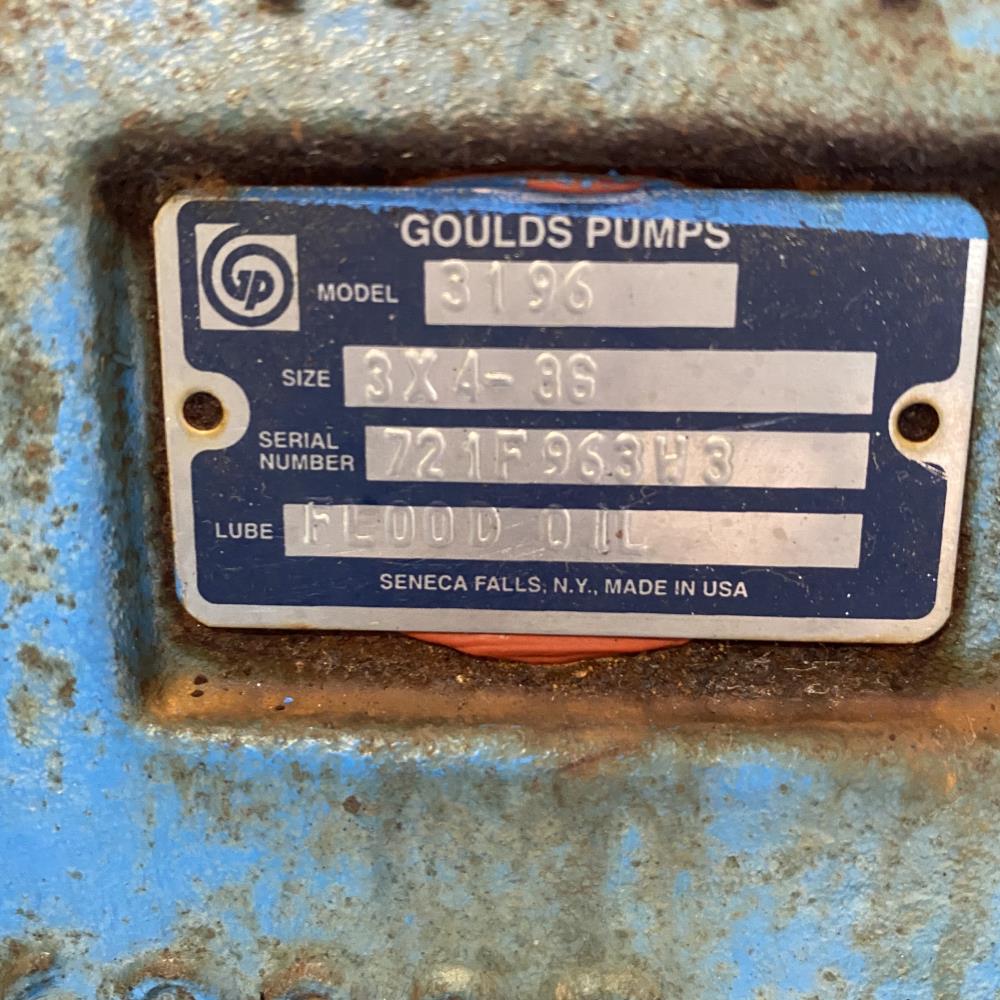 GOULDS PUMPS
GP
MODEL 3196
SIZE 3X4-8G
SERIAL NUMBER 721F963H3
LUBE FLOOD OIL
SENECA FALLS, N.Y., MADE IN USA